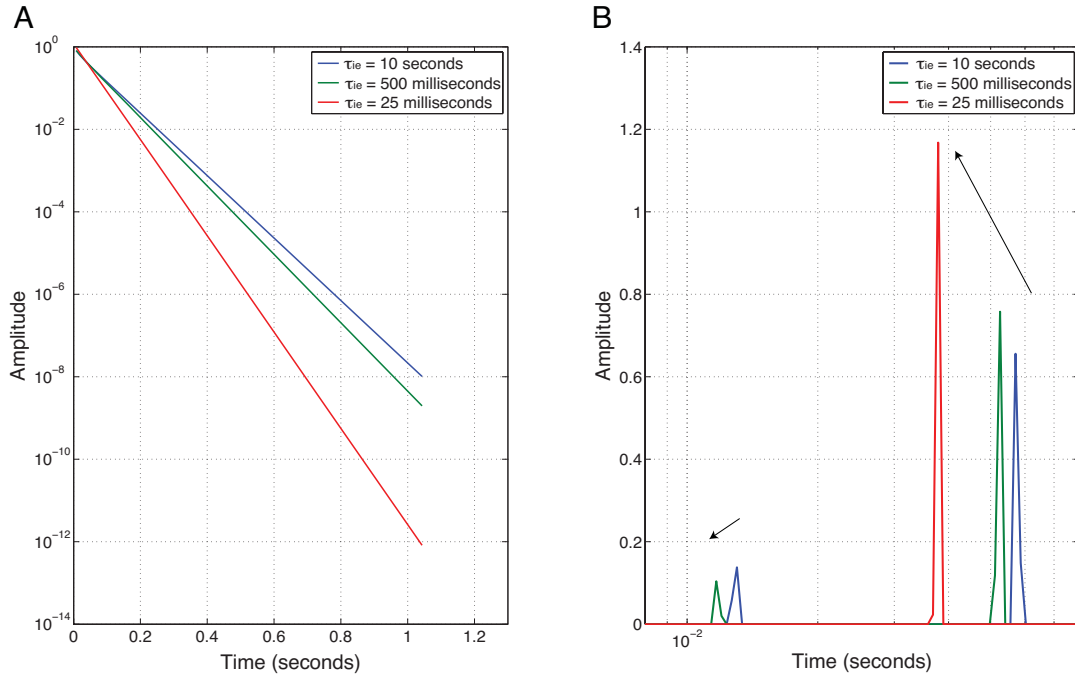 A
10⁰
10⁻²
10⁻⁴
10⁻⁶
10⁻⁸
10⁻¹⁰
10⁻¹²
10⁻¹⁴
Amplitude
0
0.2
0.4
0.6
0.8
1
1.2
Time (seconds)
τie = 10 seconds
τie = 500 milliseconds
τie = 25 milliseconds
B
1.4
1.2
1
0.8
0.6
0.4
0.2
0
Amplitude
10⁻²
Time (seconds)
τie = 10 seconds
τie = 500 milliseconds
τie = 25 milliseconds